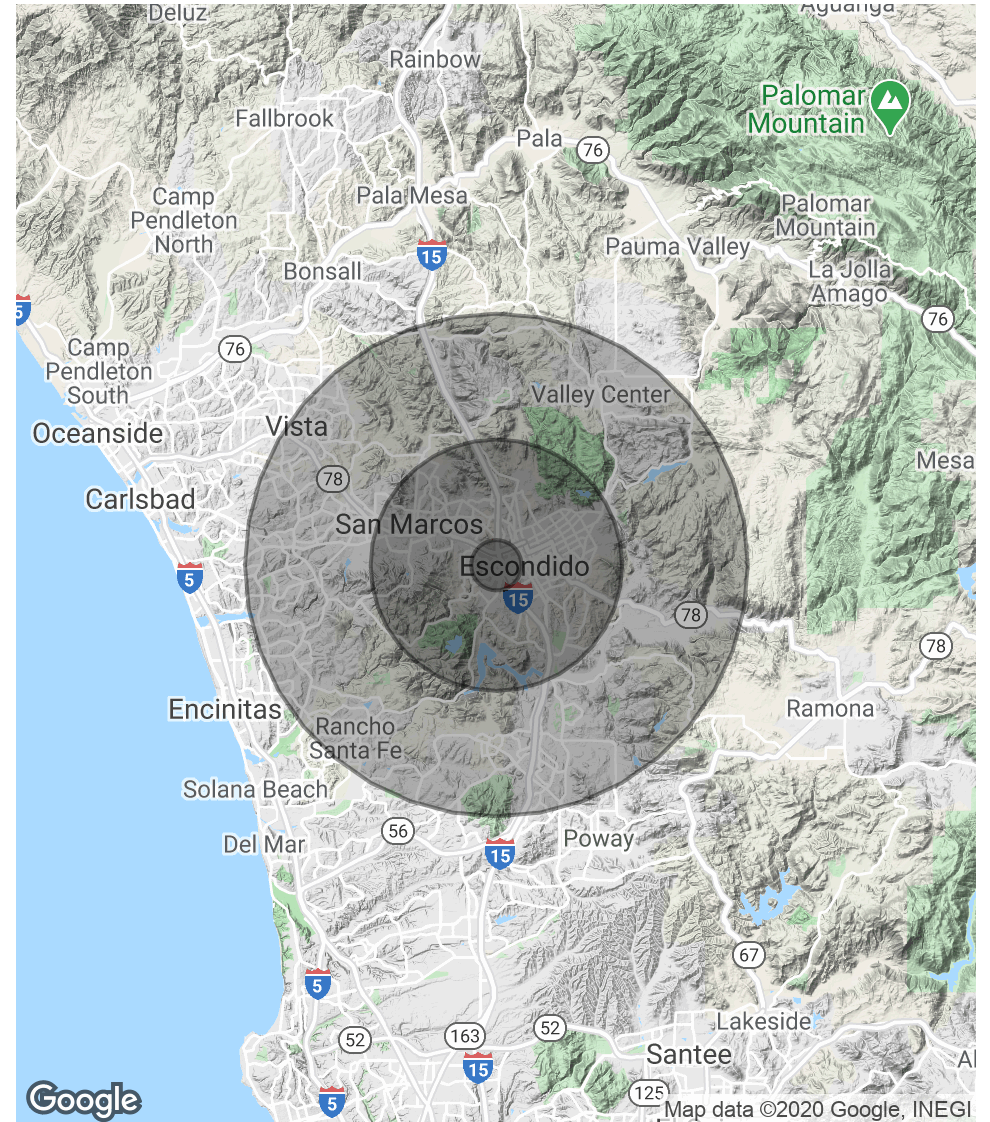 Deluz
Aguanga
Rainbow
Palomar
Mountain
Fallbrook
Pala
76
Camp
Pendleton
North
Pala Mesa
Palomar
Mountain
Pauma Valley
15
Bonsall
La Jolla
Amago
5
76
76
Camp
Pendleton
South
Valley Center
Vista
Oceanside
Mesa
78
Carlsbad
San Marcos
Escondido
5
15
78
78
Encinitas
Ramona
Rancho
Santa Fe
Solana Beach
56
Poway
Del Mar
15
67
5
Lakeside
52
163
52
Santee
15
125
5
Google
Map data ©2020 Google, INEGI